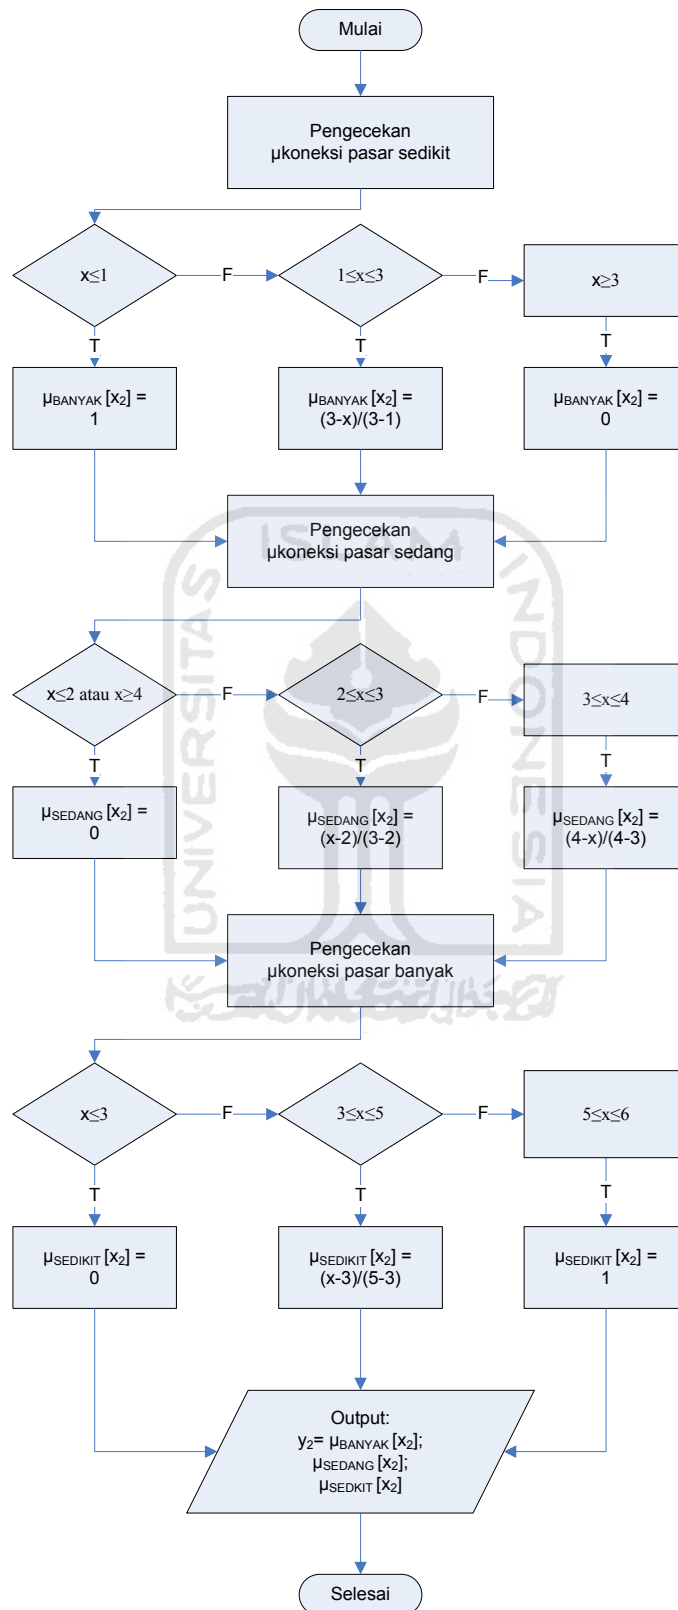 Mulai
Pengecekan
µkoneksi pasar sedikit
x≤1
F
1≤x≤3
F
x≥3
T
T
T
µBANYAK [x2] =
1
µBANYAK [x2] =
(3-x)/(3-1)
µBANYAK [x2] =
0
Pengecekan
µkoneksi pasar sedang
ISLAM
UNIVERSITAS
INDONESIA
x≤2 atau x≥4
F
2≤x≤3
F
3≤x≤4
T
T
T
µSEDANG [x2] =
0
µSEDANG [x2] =
(x-2)/(3-2)
µSEDANG [x2] =
(4-x)/(4-3)
Pengecekan
µkoneksi pasar banyak
x≤3
F
3≤x≤5
F
5≤x≤6
T
T
T
µSEDIKIT [x2] =
0
µSEDIKIT [x2] =
(x-3)/(5-3)
µSEDIKIT [x2] =
1
Output:
y2= µBANYAK [x2];
µSEDANG [x2];
µSEDKIT [x2]
Selesai